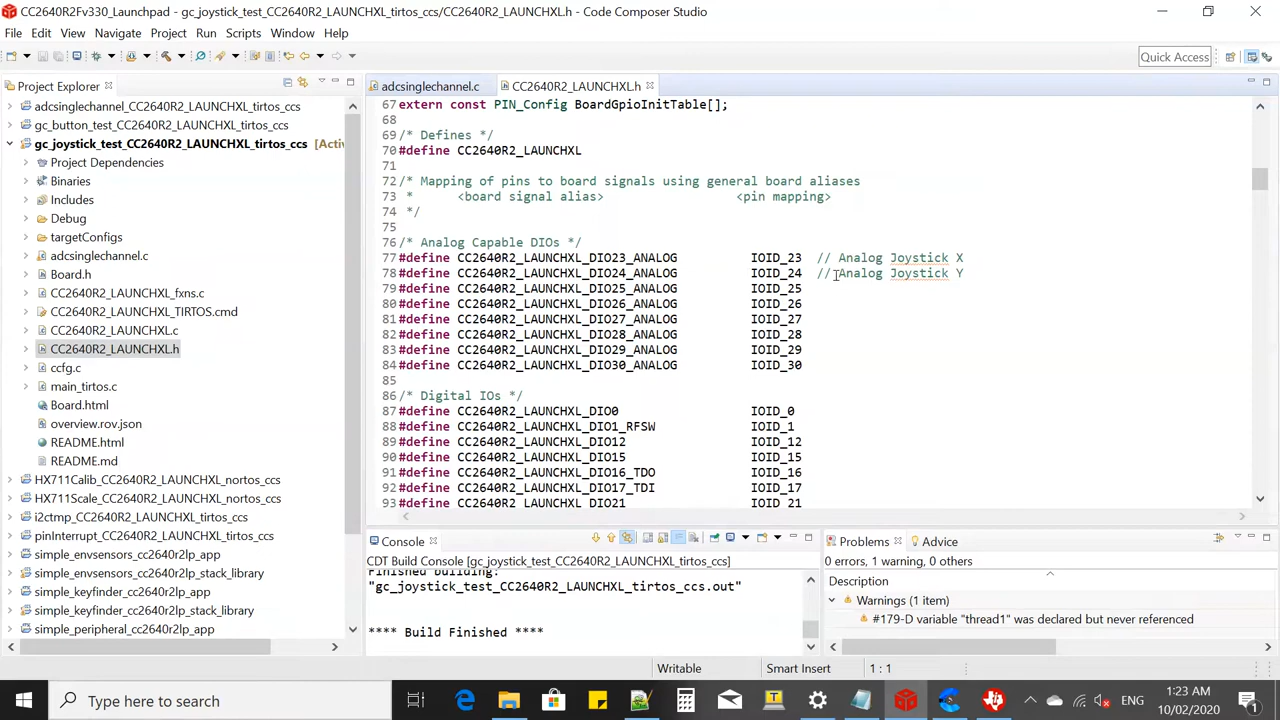 CC2640R2Fv330_Launchpad - gc_joystick_test_CC2640R2_LAUNCHXL_tirtos_ccs/CC2640R2_LAUNCHXL.h - Code Composer Studio
File Edit View Navigate Project Run Scripts Window Help
Quick Access
Project Explorer
adcsinglechannel_CC2640R2_LAUNCHXL_tirtos_ccs
gc_button_test_CC2640R2_LAUNCHXL_tirtos_ccs
gc_joystick_test_CC2640R2_LAUNCHXL_tirtos_ccs [Activ
Project Dependencies
Binaries
Includes
Debug
targetConfigs
adcsinglechannel.c
Board.h
CC2640R2_LAUNCHXL_fxns.c
CC2640R2_LAUNCHXL_TIRTOS.cmd
CC2640R2_LAUNCHXL.c
CC2640R2_LAUNCHXL.h
ccfg.c
main_tirtos.c
Board.html
overview.rov.json
README.html
README.md
HX711Calib_CC2640R2_LAUNCHXL_nortos_ccs
HX711Scale_CC2640R2_LAUNCHXL_nortos_ccs
i2ctmp_CC2640R2_LAUNCHXL_tirtos_ccs
pinInterrupt_CC2640R2_LAUNCHXL_tirtos_ccs
simple_envsensors_cc2640r2lp_app
simple_envsensors_cc2640r2lp_stack_library
simple_keyfinder_cc2640r2lp_app
simple_keyfinder_cc2640r2lp_stack_library
simple_peripheral_cc2640r2lp_app
adcsinglechannel.c CC2640R2_LAUNCHXL.h
67 extern const PIN_Config BoardGpioInitTable[];
68
69 /* Defines */
70 #define CC2640R2_LAUNCHXL
71
72 /* Mapping of pins to board signals using general board aliases
73 * <board signal alias> <pin mapping>
74 */
75
76 /* Analog Capable DIOs */
77 #define CC2640R2_LAUNCHXL_DIO23_ANALOG IOID_23 // Analog Joystick X
78 #define CC2640R2_LAUNCHXL_DIO24_ANALOG IOID_24 // Analog Joystick Y
79 #define CC2640R2_LAUNCHXL_DIO25_ANALOG IOID_25
80 #define CC2640R2_LAUNCHXL_DIO26_ANALOG IOID_26
81 #define CC2640R2_LAUNCHXL_DIO27_ANALOG IOID_27
82 #define CC2640R2_LAUNCHXL_DIO28_ANALOG IOID_28
83 #define CC2640R2_LAUNCHXL_DIO29_ANALOG IOID_29
84 #define CC2640R2_LAUNCHXL_DIO30_ANALOG IOID_30
85
86 /* Digital IOs */
87 #define CC2640R2_LAUNCHXL_DIO0 IOID_0
88 #define CC2640R2_LAUNCHXL_DIO1_RFSW IOID_1
89 #define CC2640R2_LAUNCHXL_DIO12 IOID_12
90 #define CC2640R2_LAUNCHXL_DIO15 IOID_15
91 #define CC2640R2_LAUNCHXL_DIO16_TDO IOID_16
92 #define CC2640R2_LAUNCHXL_DIO17_TDI IOID_17
93 #define CC2640R2_LAUNCHXL_DIO21 IOID_21
Console
CDT Build Console [gc_joystick_test_CC2640R2_LAUNCHXL_tirtos_ccs]
Finished building:
"gc_joystick_test_CC2640R2_LAUNCHXL_tirtos_ccs.out"
**** Build Finished ****
Problems Advice
0 errors, 1 warning, 0 others
Description
Warnings (1 item)
#179-D variable "thread1" was declared but never referenced
Writable Smart Insert 1 : 1
Type here to search
ENG
1:23 AM
10/02/2020
1